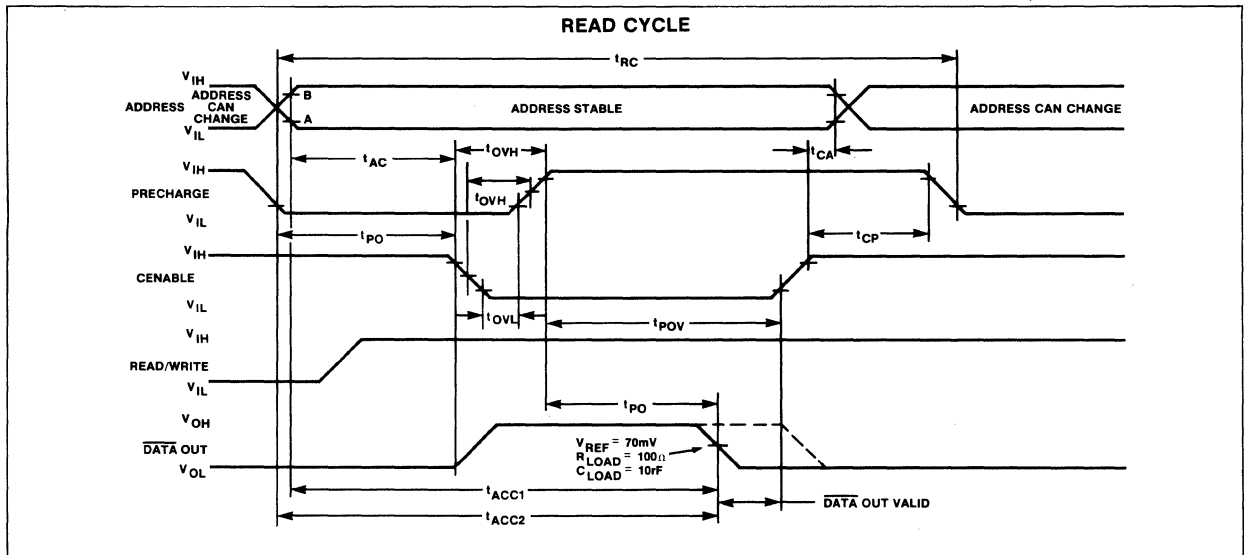 READ CYCLE
tRC
VIH
ADDRESS
ADDRESS CAN CHANGE
VIL
B
A
ADDRESS STABLE
ADDRESS CAN CHANGE
tAC
tOVH
tCA
VIH
PRECHARGE
VIL
tOVH
tPO
tCP
VIH
CENABLE
VIL
tOVL
tPOV
VIH
READ/WRITE
VIL
tPO
VOH
DATA OUT
VOL
VREF = 70mV
RLOAD = 100Ω
CLOAD = 10rF
tACC1
DATA OUT VALID
tACC2